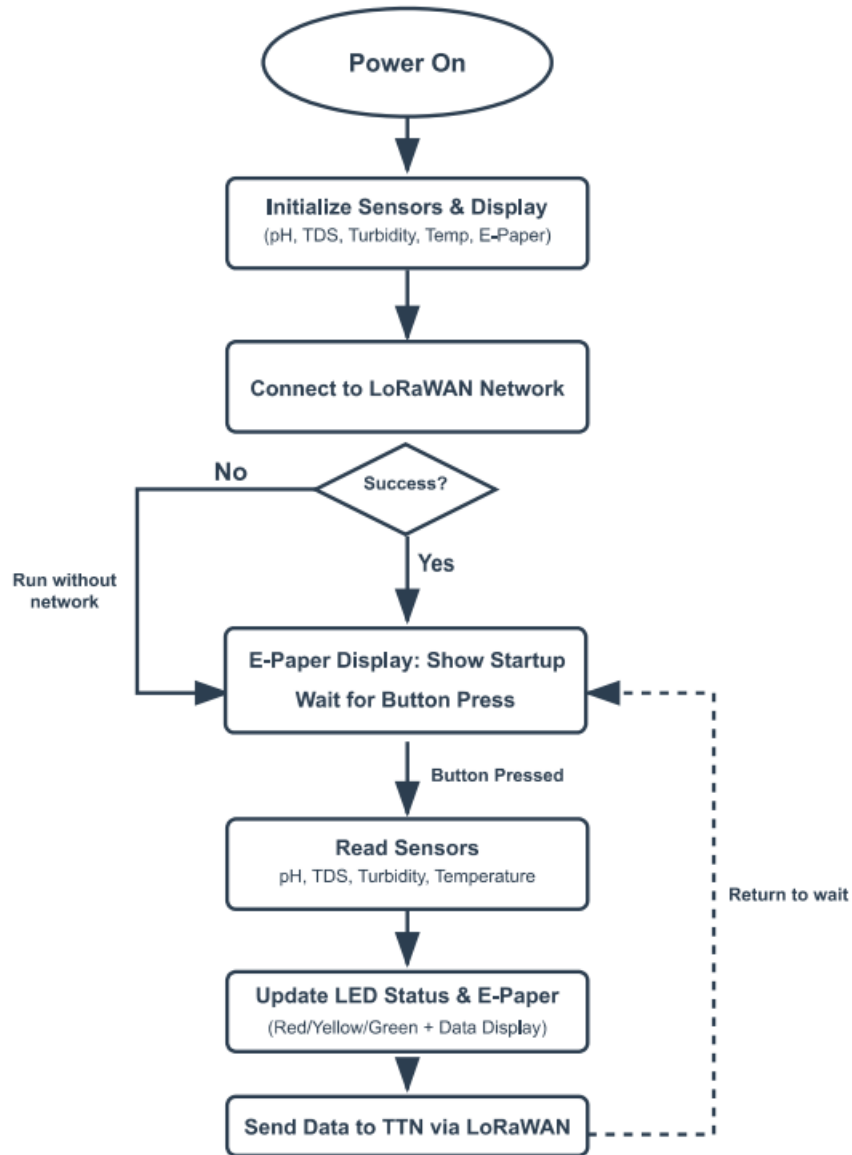 Power On
Initialize Sensors & Display
(pH, TDS, Turbidity, Temp, E-Paper)
Connect to LoRaWAN Network
No
Success?
Yes
Run without
network
E-Paper Display: Show Startup
Wait for Button Press
Button Pressed
Read Sensors
pH, TDS, Turbidity, Temperature
Return to wait
Update LED Status & E-Paper
(Red/Yellow/Green + Data Display)
Send Data to TTN via LoRaWAN